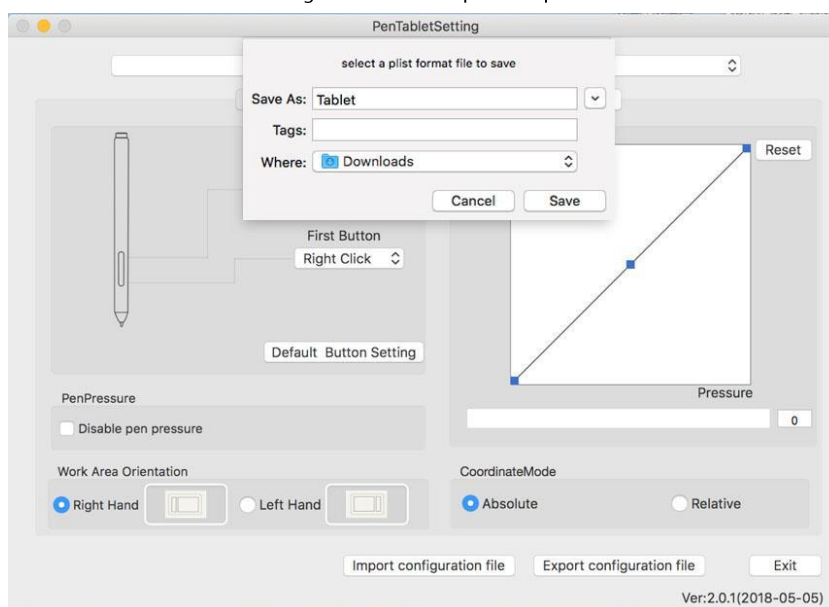 PenTabletSetting
select a plist format file to save
Save As: Tablet
Tags:
Where: Downloads
Cancel Save
Reset
First Button
Right Click
Default Button Setting
Pressure
0
PenPressure
Disable pen pressure
Work Area Orientation
Right Hand Left Hand
CoordinateMode
Absolute Relative
Import configuration file Export configuration file Exit
Ver:2.0.1(2018-05-05)